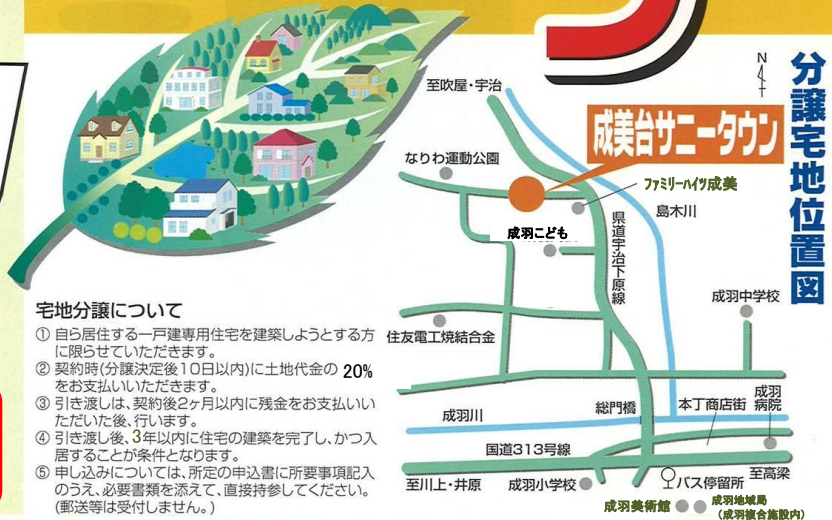 分譲宅地位置図
N
成美台サニータウン
至吹屋・宇治
なりわ運動公園
ファミリーハイツ成美
島木川
成羽こども
県道宇治下原線
成羽中学校
住友電工焼結合金
成羽川
総門橋
本丁商店街
成羽
病院
国道313号線
至川上・井原
成羽小学校
バス停留所
至高梁
成羽美術館
成羽地域局
(成羽複合施設内)
宅地分譲について
① 自ら居住する一戸建専用住宅を建築しようとする方
に限らせていただきます。
② 契約時(分譲決定後10日以内)に土地代金の 20%
をお支払いいただきます。
③ 引き渡しは、契約後2ヶ月以内に残金をお支払いい
ただいた後、行います。
④ 引き渡し後、3年以内に住宅の建築を完了し、かつ入
居することが条件となります。
⑤ 申し込みについては、所定の申込書に所要事項記入
のうえ、必要書類を添えて、直接持参してください。
(郵送等は受付しません。)